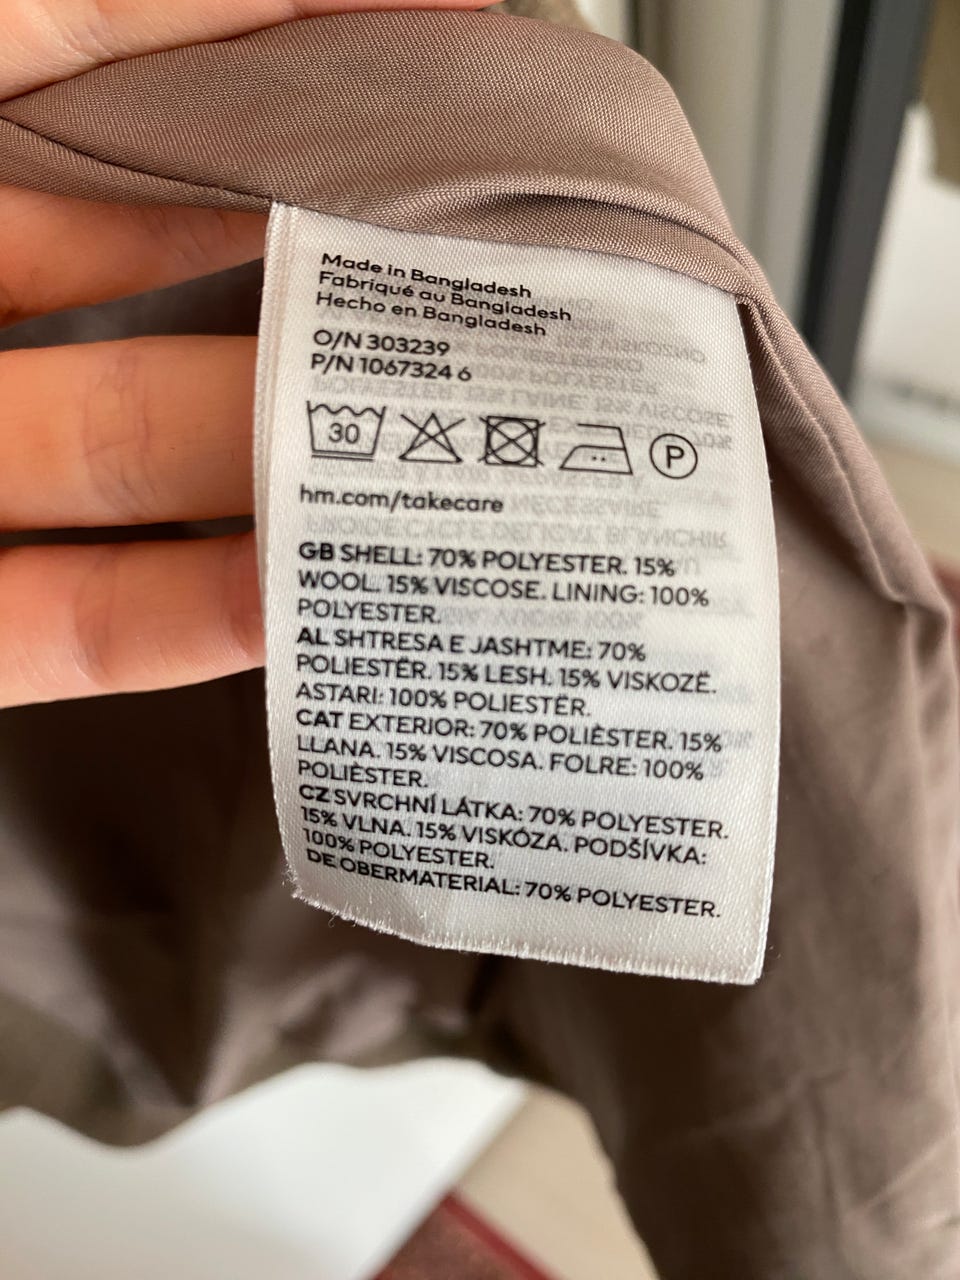 Made in Bangladesh
Fabriqué au Bangladesh
Hecho en Bangladesh
O/N 303239
P/N 1067324 6
30
P
hm.com/takecare
GB SHELL: 70% POLYESTER. 15%
WOOL. 15% VISCOSE. LINING: 100%
POLYESTER.
AL SHTRESA E JASHTME: 70%
POLIESTËR. 15% LESH. 15% VISKOZË.
ASTARI: 100% POLIESTËR.
CAT EXTERIOR: 70% POLIÈSTER. 15%
LLANA. 15% VISCOSA. FOLRE: 100%
POLIÈSTER.
CZ SVRCHNÍ LÁTKA: 70% POLYESTER.
15% VLNA. 15% VISKÓZA. PODŠÍVKA:
100% POLYESTER.
DE OBERMATERIAL: 70% POLYESTER.